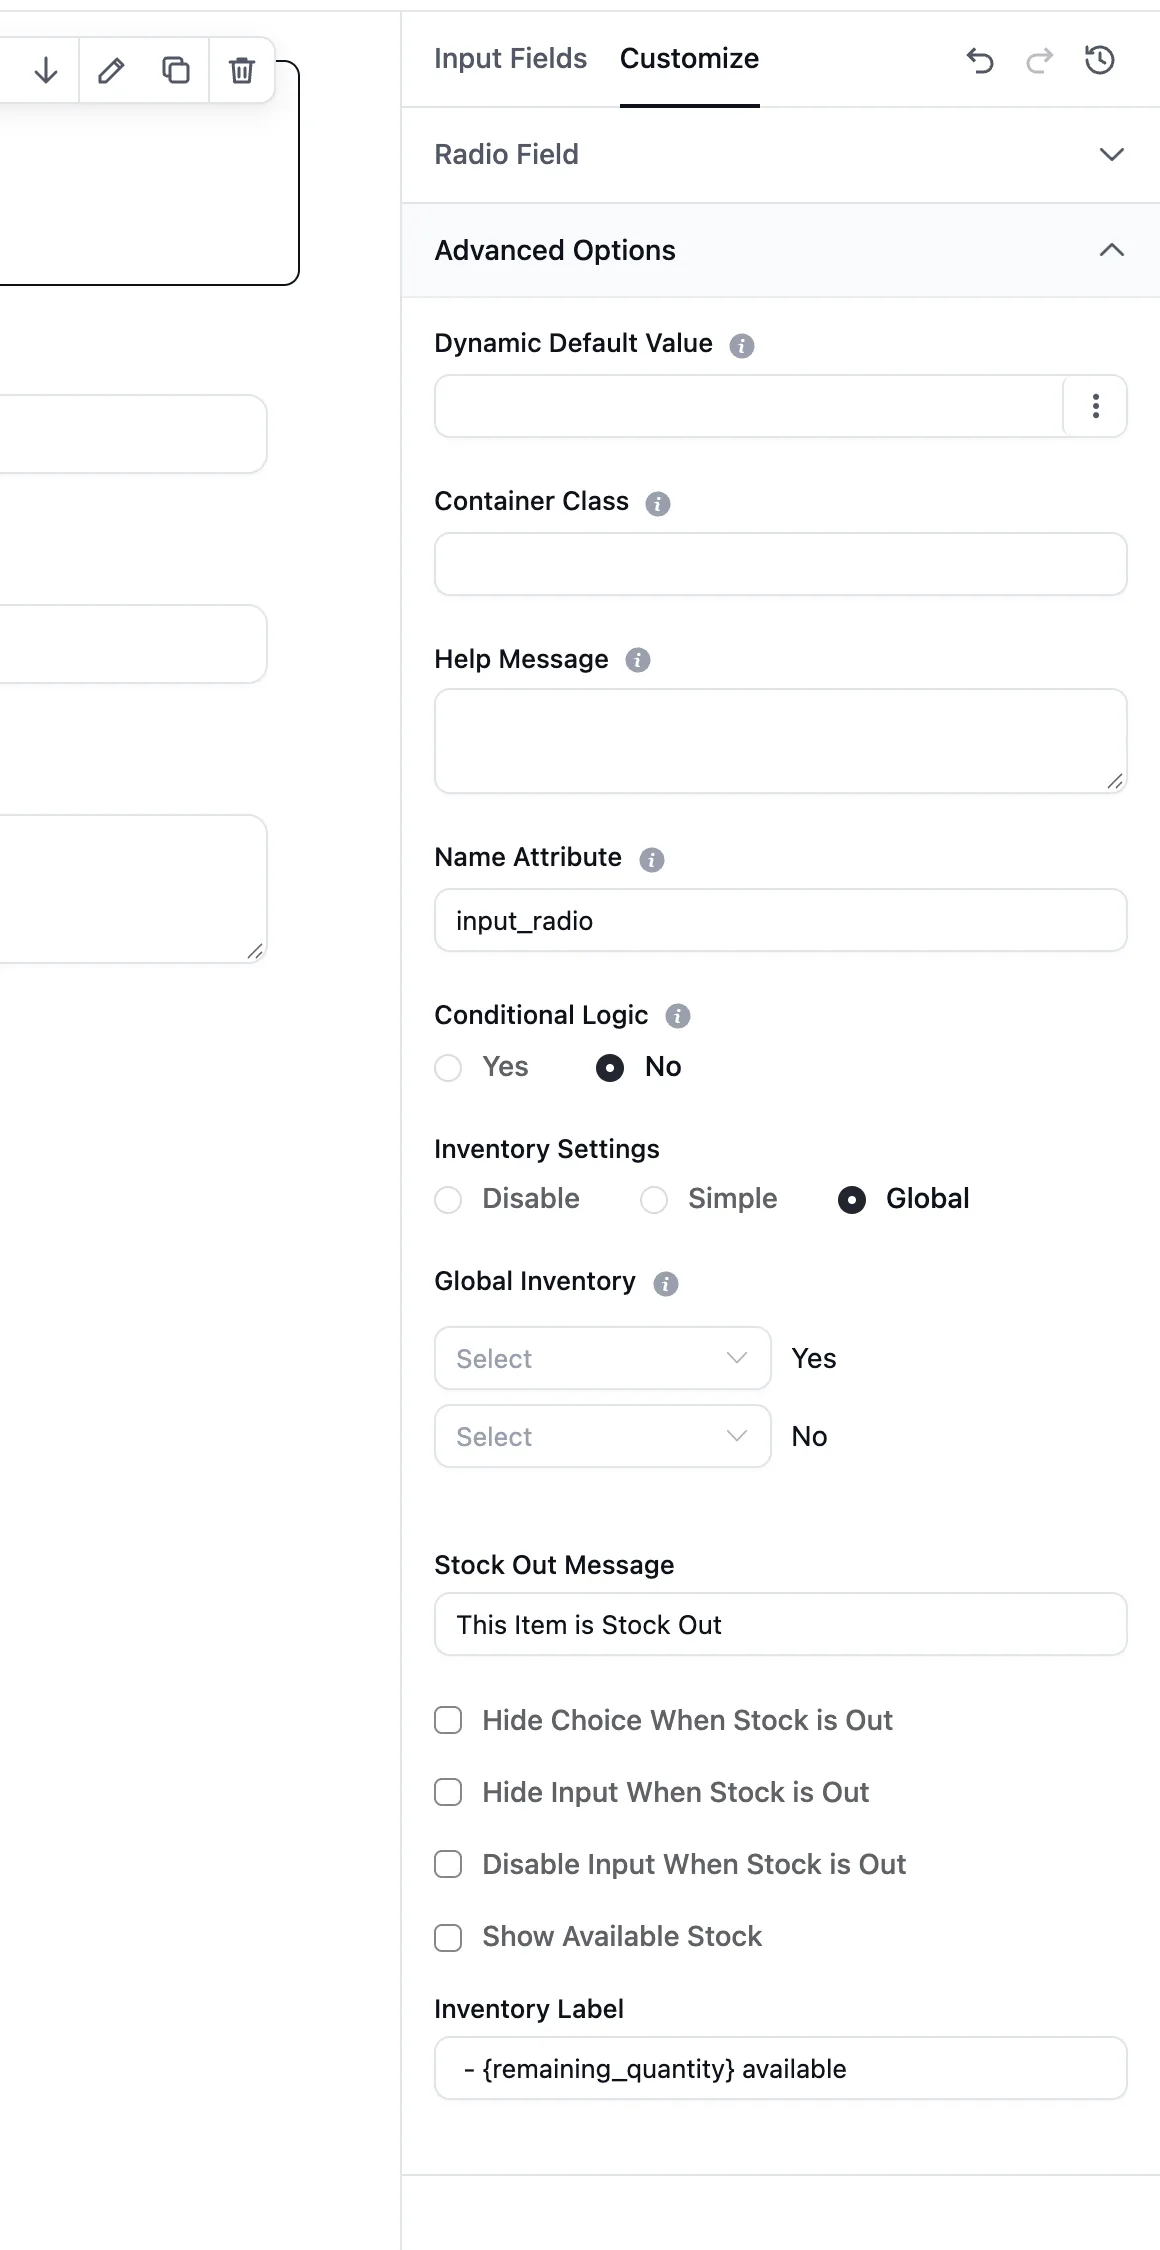 Input Fields Customize
Radio Field
Advanced Options
Dynamic Default Value
Container Class
Help Message
Name Attribute
input_radio
Conditional Logic
Yes No
Inventory Settings
Disable Simple Global
Global Inventory
Select Yes
Select No
Stock Out Message
This Item is Stock Out
Hide Choice When Stock is Out
Hide Input When Stock is Out
Disable Input When Stock is Out
Show Available Stock
Inventory Label
- {remaining_quantity} available